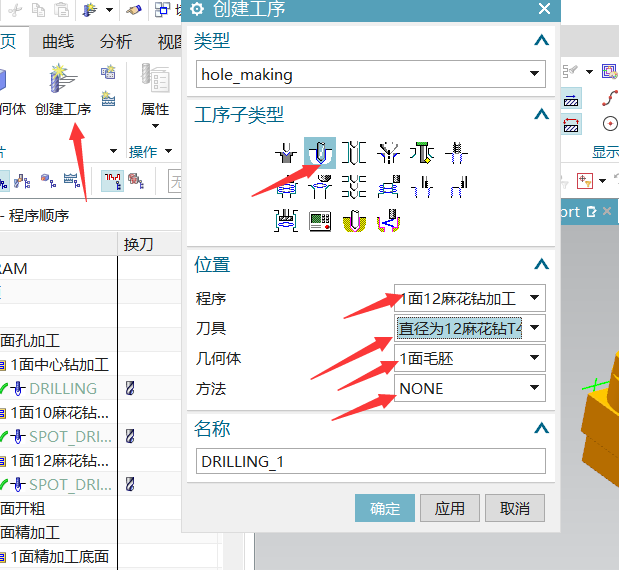 创建工序
页 曲线 分析 视图
何体 创建工序 属性
片 操作
无
- 程序顺序
换刀
RAM
面孔加工
1面中心钻加工
DRILLING
1面10麻花钻...
SPOT_DRI...
1面12麻花钻...
SPOT_DRI...
面开粗
面精加工
1面精加工底面
类型
hole_making
工序子类型
位置
程序 1面12麻花钻加工
刀具 直径为12麻花钻T4
几何体 1面毛胚
方法 NONE
名称
DRILLING_1
确定 应用 取消
显示
ort